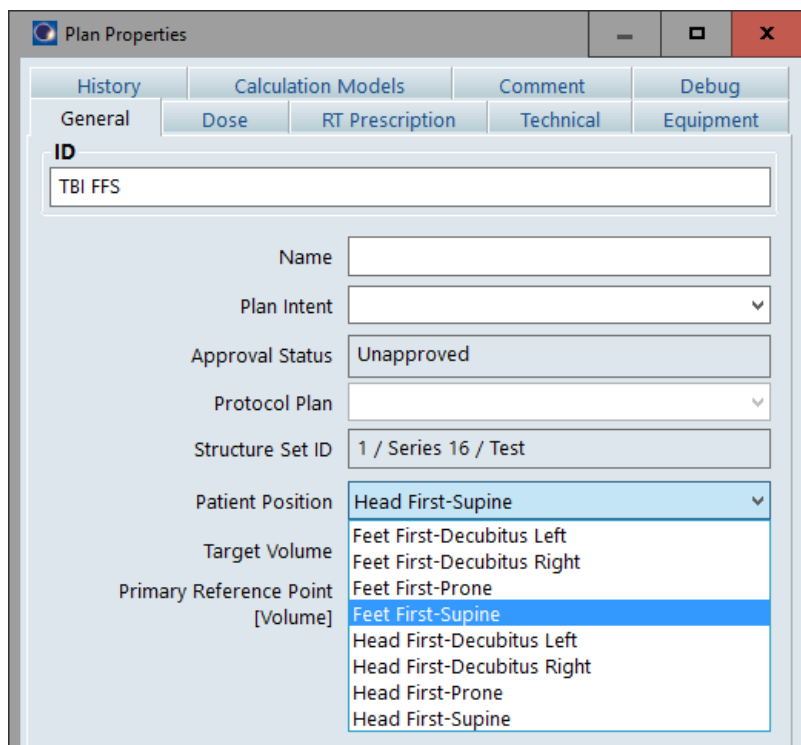 Plan Properties
x
History Calculation Models Comment Debug
General Dose RT Prescription Technical Equipment
ID
TBI FFS
Name
Plan Intent
Approval Status Unapproved
Protocol Plan
Structure Set ID 1 / Series 16 / Test
Patient Position Head First-Supine
Feet First-Decubitus Left
Target Volume Feet First-Decubitus Right
Primary Reference Point Feet First-Prone
[Volume] Feet First-Supine
Head First-Decubitus Left
Head First-Decubitus Right
Head First-Prone
Head First-Supine